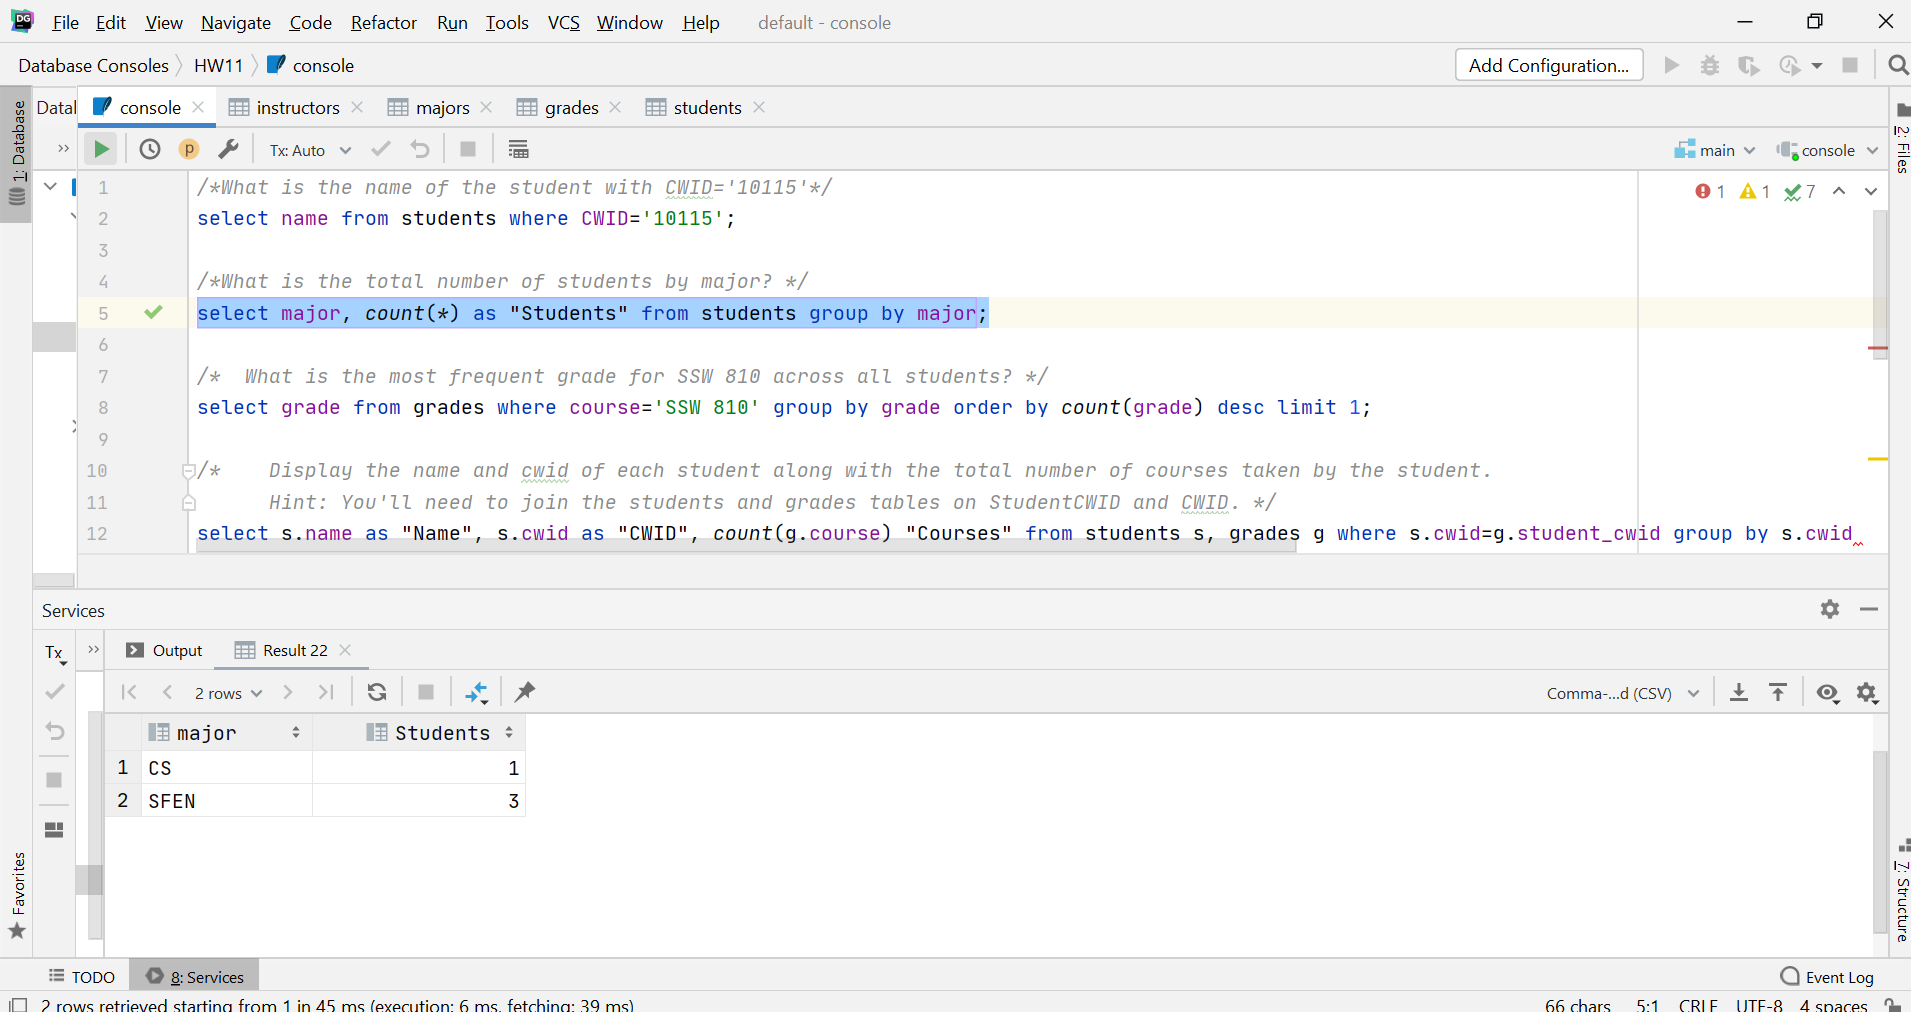 DG File Edit View Navigate Code Refactor Run Tools VCS Window Help default - console
Database Consoles HW11 console Add Configuration...
1: Database
Datal console instructors majors grades students
p Tx: Auto main console
2: Files
1 /*What is the name of the student with CWID='10115'*/ 1 1 7
2 select name from students where CWID='10115';
3
4 /*What is the total number of students by major? */
5 select major, count(*) as "Students" from students group by major;
6
7 /* What is the most frequent grade for SSW 810 across all students? */
8 select grade from grades where course='SSW 810' group by grade order by count(grade) desc limit 1;
9
10 /* Display the name and cwid of each student along with the total number of courses taken by the student.
11 Hint: You'll need to join the students and grades tables on StudentCWID and CWID. */
12 select s.name as "Name", s.cwid as "CWID", count(g.course) "Courses" from students s, grades g where s.cwid=g.student_cwid group by s.cwid
Services
Tx Output Result 22
2 rows Comma-...d (CSV)
major Students
1 CS 1
2 SFEN 3
Favorites
7: Structure
TODO 8: Services Event Log
2 rows retrieved starting from 1 in 45 ms (execution: 6 ms, fetching: 39 ms) 66 chars 5:1 CRLF UTF-8 4 spaces